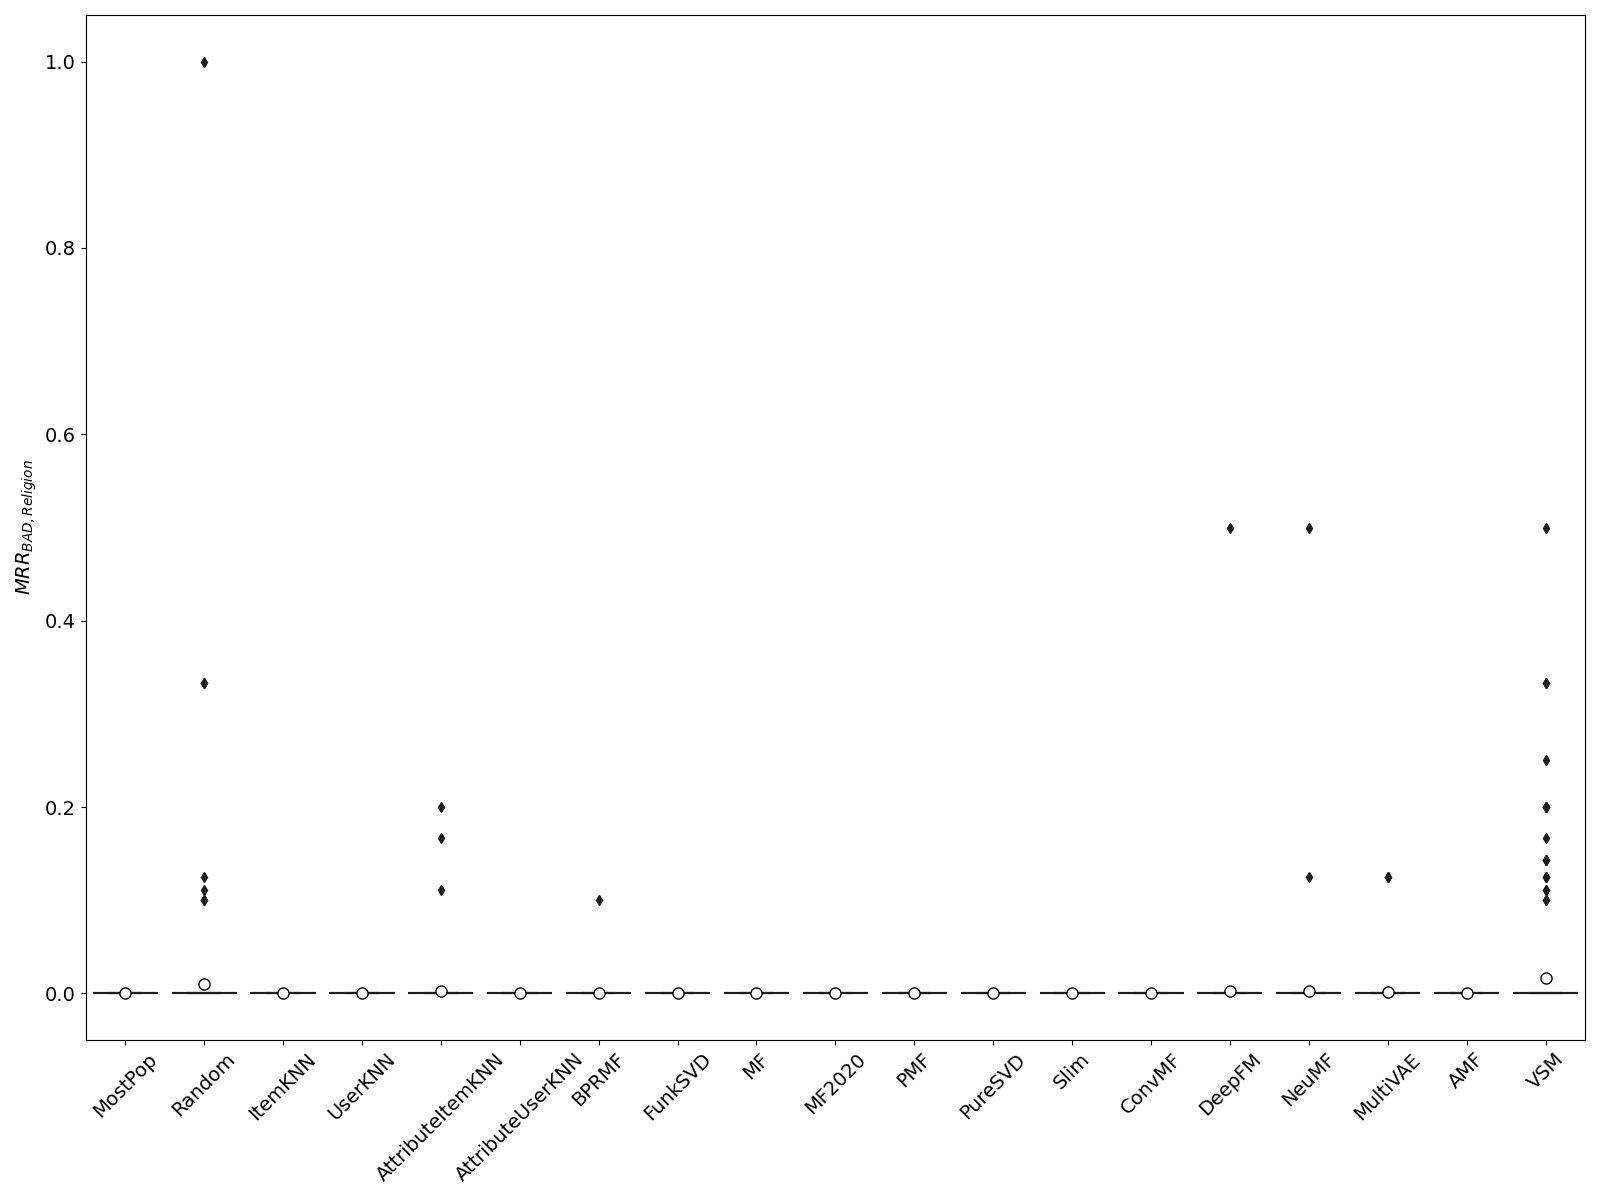 1.0
0.8
0.6
0.4
0.2
0.0
MRR_{BAD, Religion}
MostPop
Random
ItemKNN
UserKNN
AttributeItemKNN
AttributeUserKNN
BPRMF
FunkSVD
MF
MF2020
PMF
PureSVD
Slim
ConvMF
DeepFM
NeuMF
MultiVAE
AMF
VSM